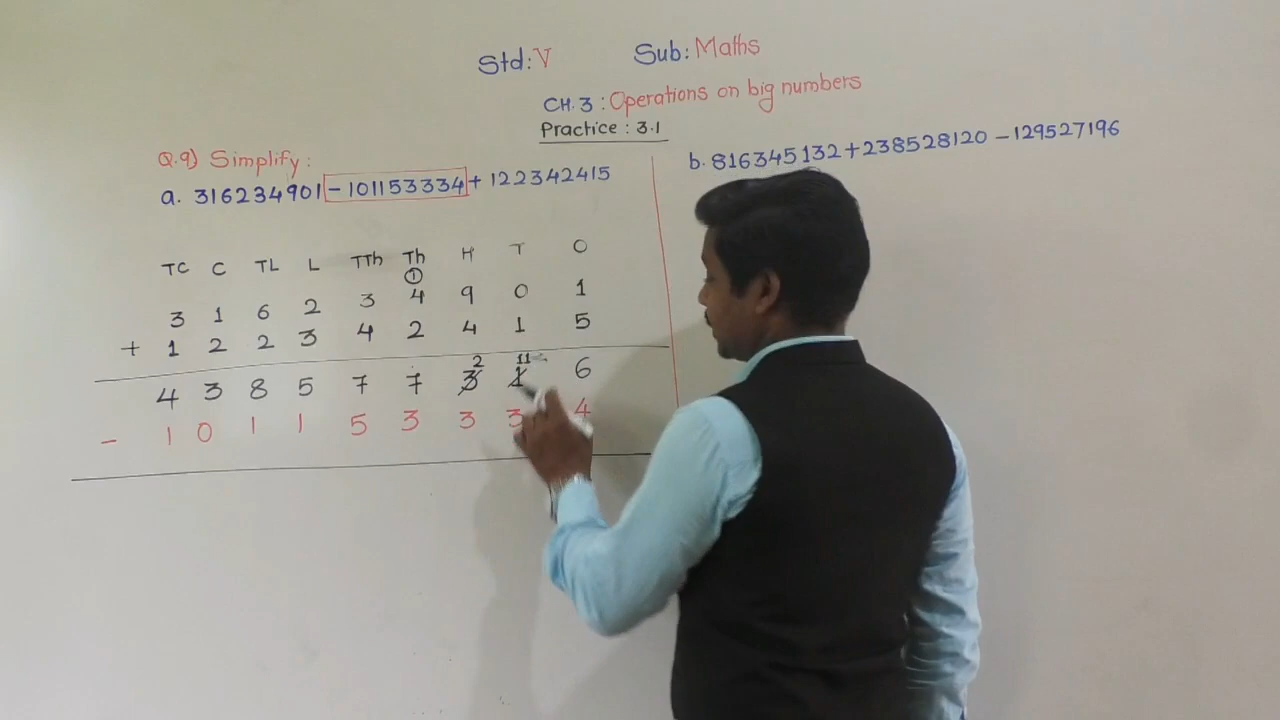 Std: V Sub: Maths
CH. 3 : Operations on big numbers
Practice : 3.1
Q.9) Simplify:
a. 316234901 - 101153334 + 122342415
b. 816345132 + 238528120 - 129527196
TC C TL L TTh Th H T O
1
3 1 6 2 3 4 9 0 1
+ 1 2 2 3 4 2 4 1 5
2 11
4 3 8 5 7 7 3 1 6
- 1 0 1 1 5 3 3 3 4